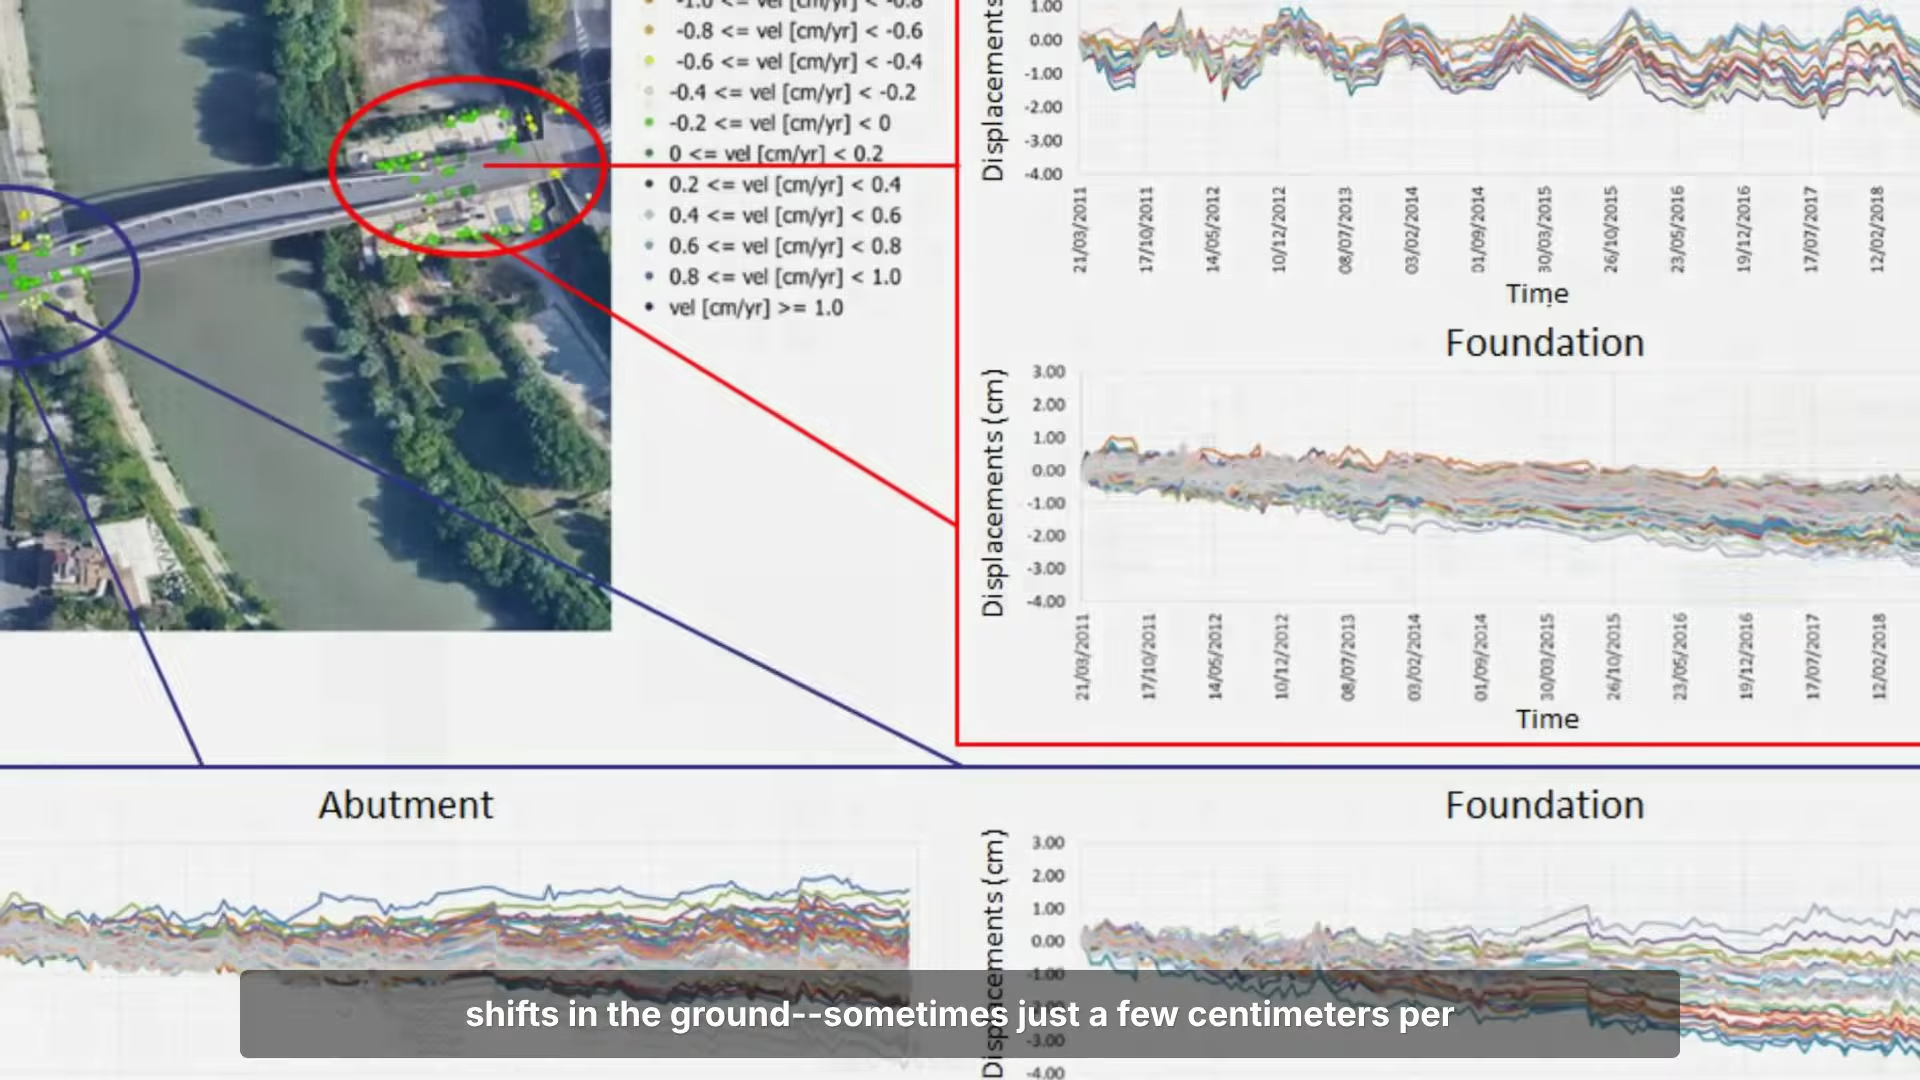 -1.0 <= vel [cm/yr] < -0.8
-0.8 <= vel [cm/yr] < -0.6
-0.6 <= vel [cm/yr] < -0.4
-0.4 <= vel [cm/yr] < -0.2
-0.2 <= vel [cm/yr] < 0
0 <= vel [cm/yr] < 0.2
0.2 <= vel [cm/yr] < 0.4
0.4 <= vel [cm/yr] < 0.6
0.6 <= vel [cm/yr] < 0.8
0.8 <= vel [cm/yr] < 1.0
vel [cm/yr] >= 1.0
Displacements
1.00
0.00
-1.00
-2.00
-3.00
-4.00
21/03/2011
17/10/2011
14/05/2012
10/12/2012
08/07/2013
03/02/2014
01/09/2014
30/03/2015
26/10/2015
23/05/2016
19/12/2016
17/07/2017
12/02/2018
Time
Foundation
Displacements (cm)
3.00
2.00
1.00
0.00
-1.00
-2.00
-3.00
-4.00
21/03/2011
17/10/2011
14/05/2012
10/12/2012
08/07/2013
03/02/2014
01/09/2014
30/03/2015
26/10/2015
23/05/2016
19/12/2016
17/07/2017
12/02/2018
Time
Abutment
Foundation
Displacements (cm)
3.00
2.00
1.00
0.00
-1.00
-3.00
-4.00
shifts in the ground--sometimes just a few centimeters per